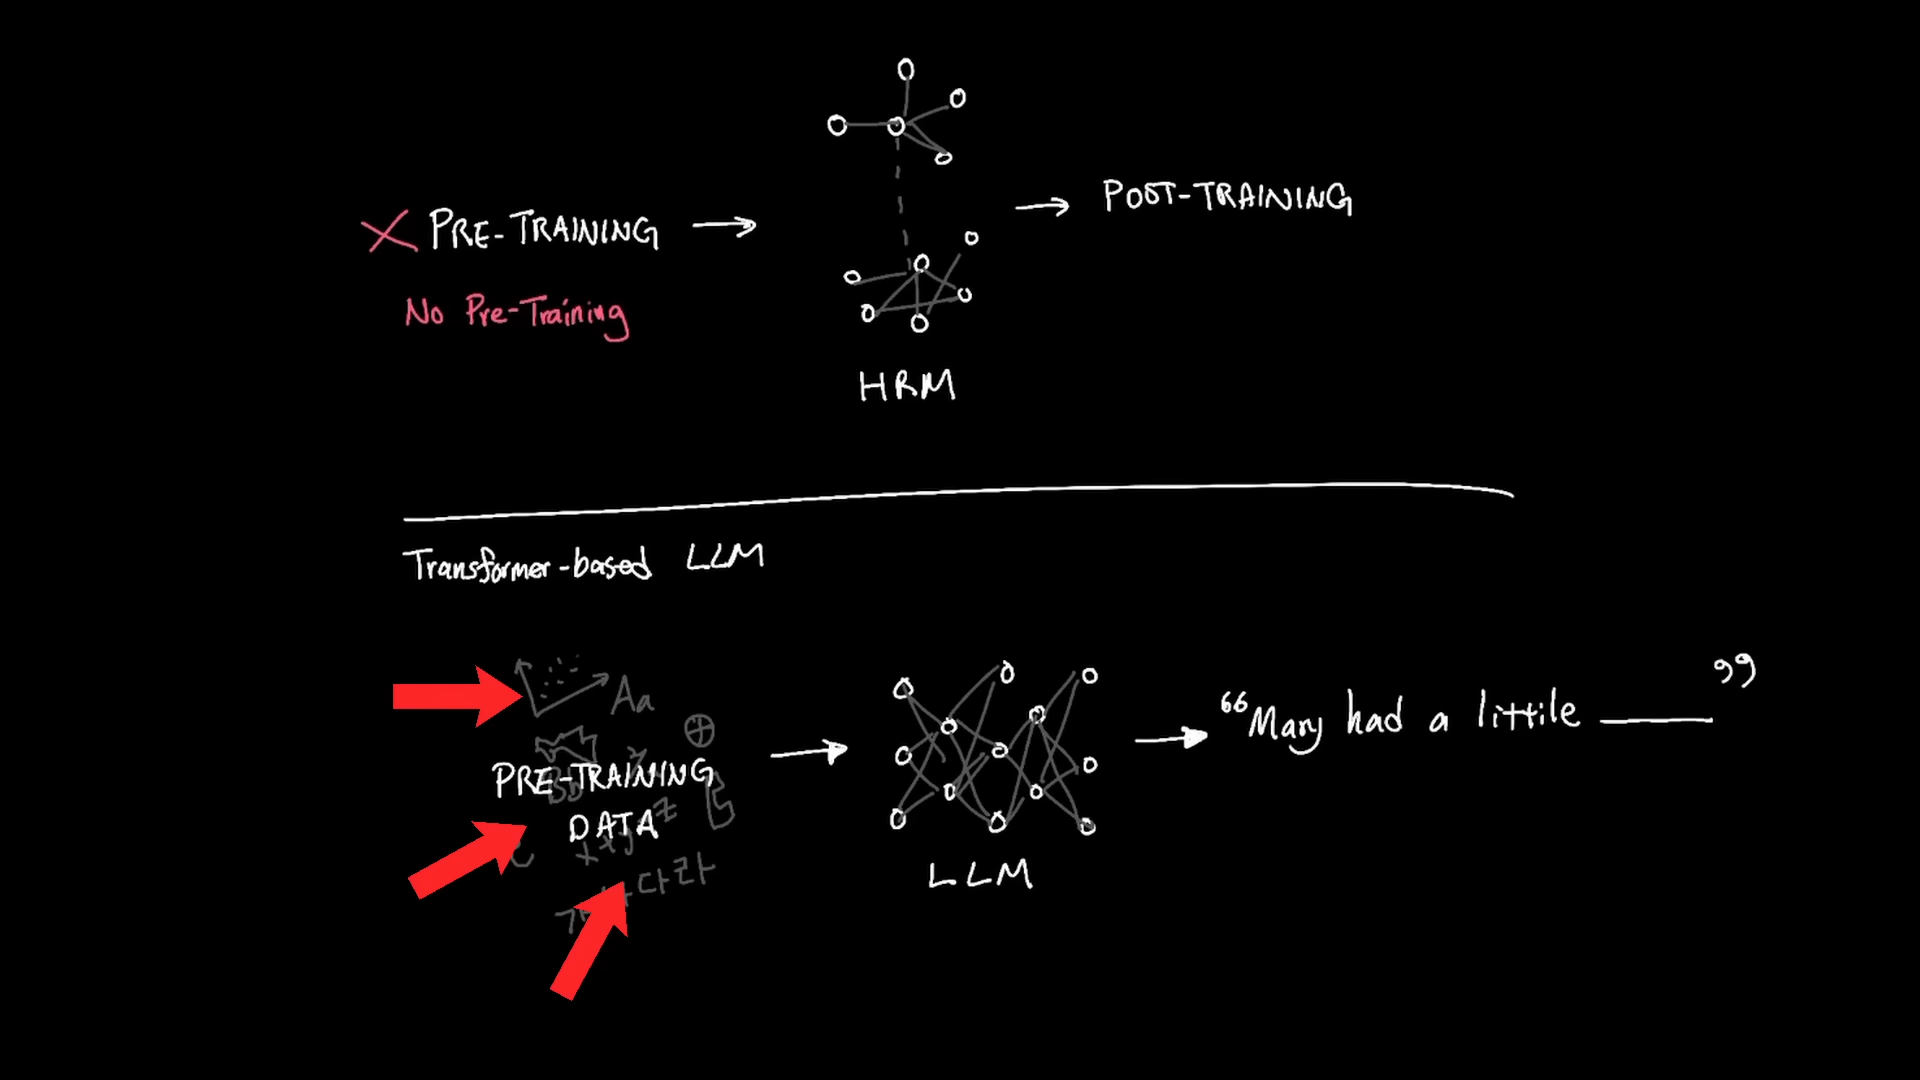 PRE-TRAINING
No Pre-Training
HRM
POST-TRAINING
Transformer-based LLM
Aa
PRE-TRAINING
DATA
다라
LLM
“Mary had a littile ______”